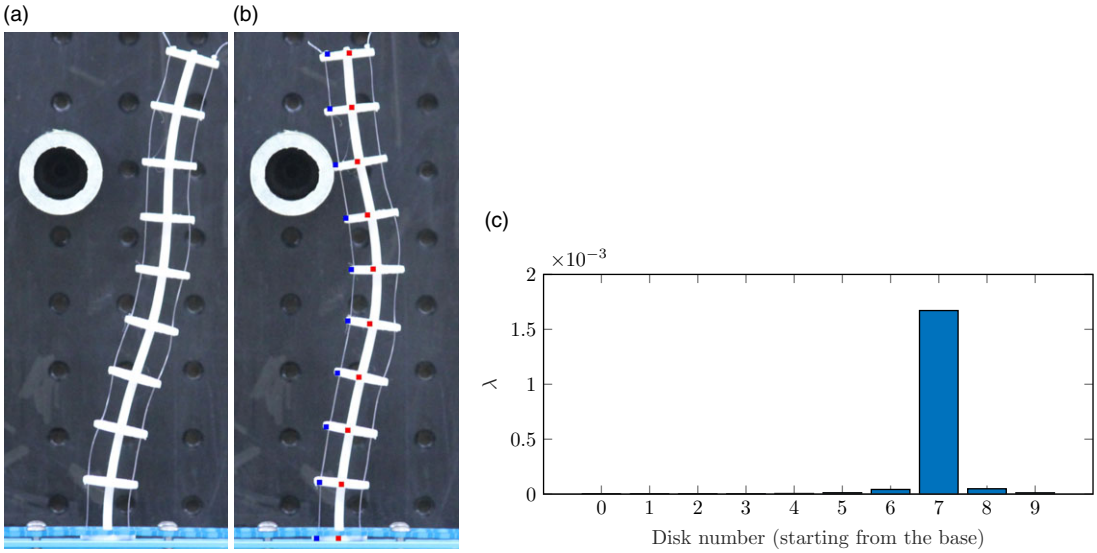 (a)
(b)
(c)
×10⁻³
2
1.5
1
0.5
0
λ
0 1 2 3 4 5 6 7 8 9
Disk number (starting from the base)